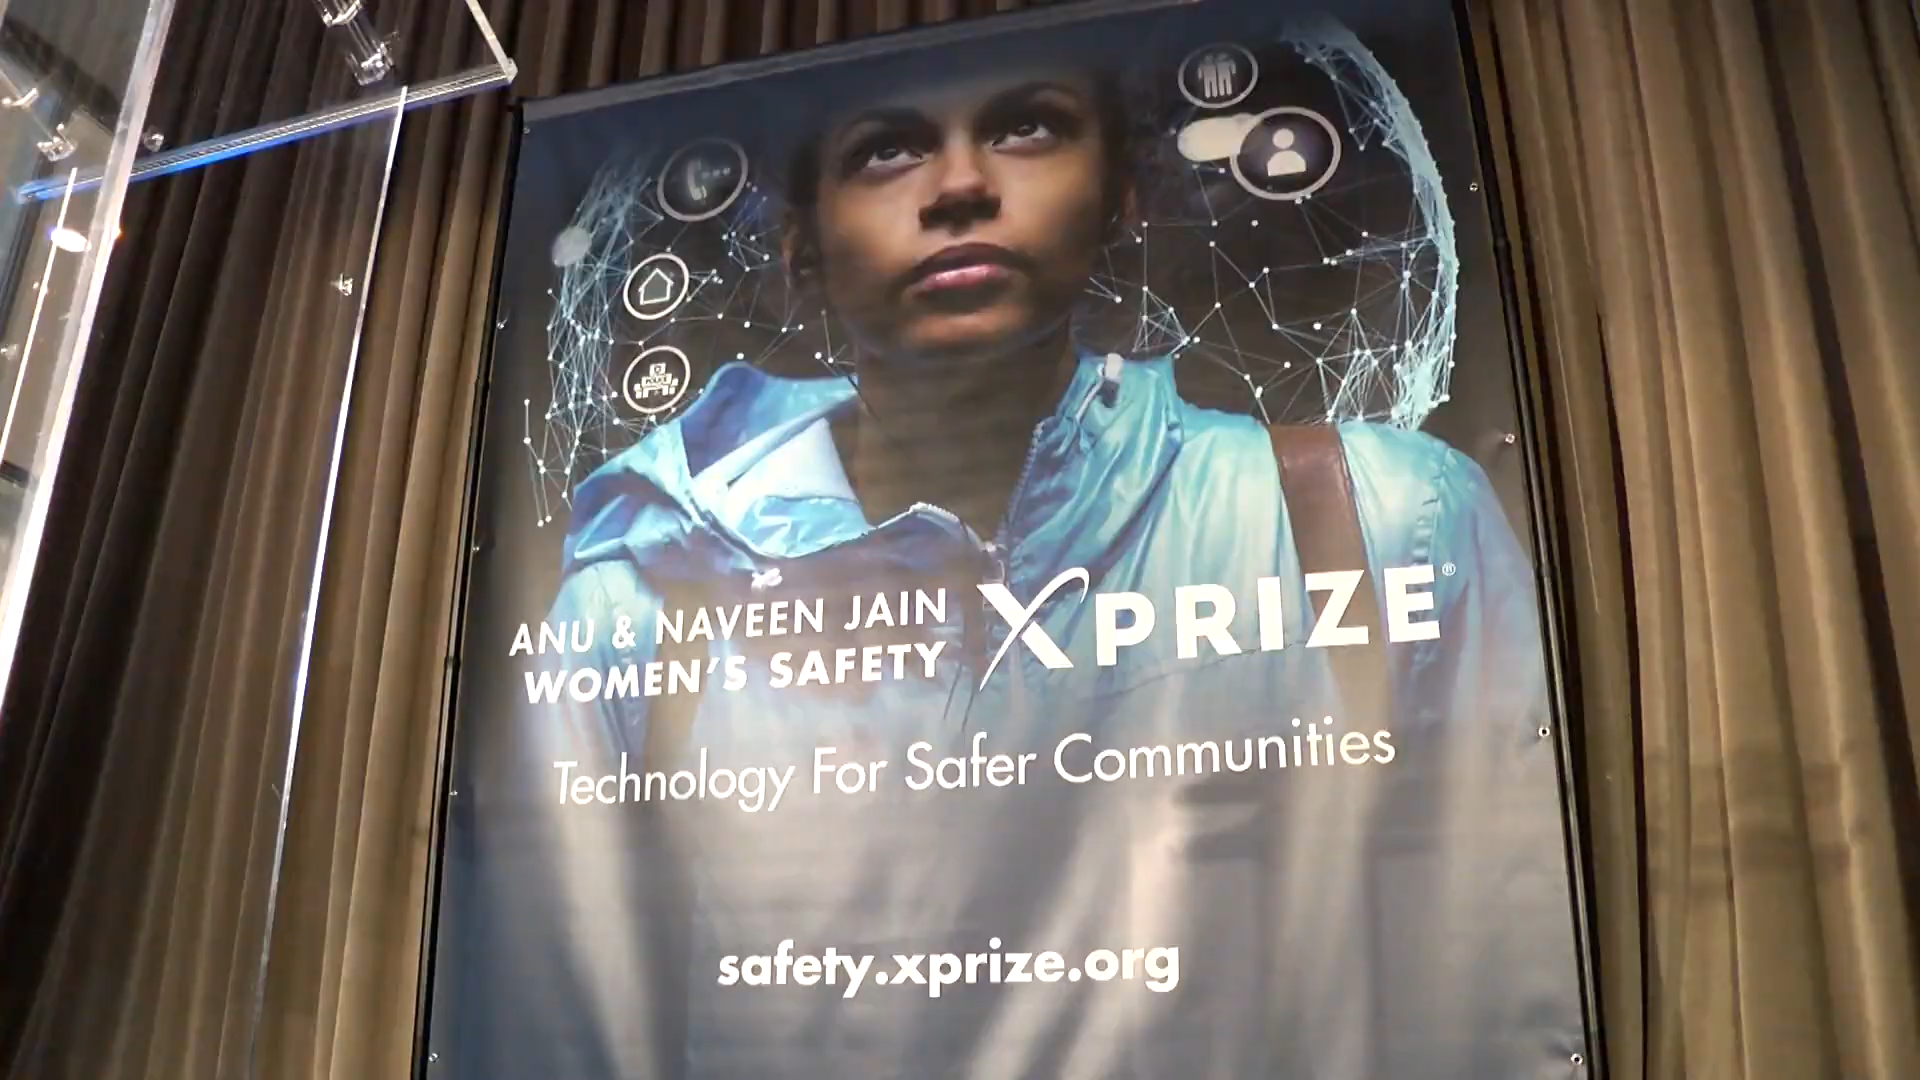 ANU & NAVEEN JAIN
WOMEN'S SAFETY
XPRIZE®
Technology For Safer Communities
safety.xprize.org